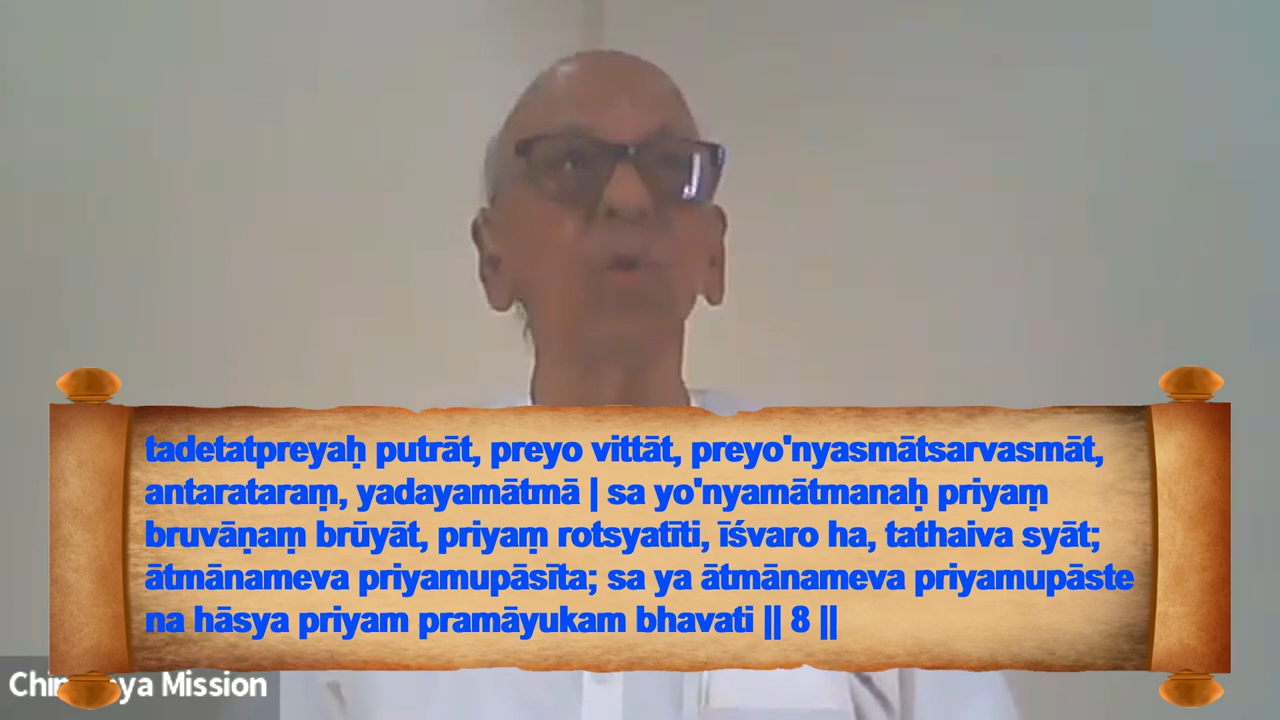 tadetatpreyaḥ putrāt, preyo vittāt, preyo'nyasmātsarvasmāt,
antarataraṃ, yadayamātmā | sa yo'nyamātmanaḥ priyaṃ
bruvāṇaṃ brūyāt, priyaṃ rotsyatīti, īśvaro ha, tathaiva syāt;
ātmānameva priyamupāsīta; sa ya ātmānameva priyamupāste
na hāsya priyam pramāyukam bhavati || 8 ||
Mission